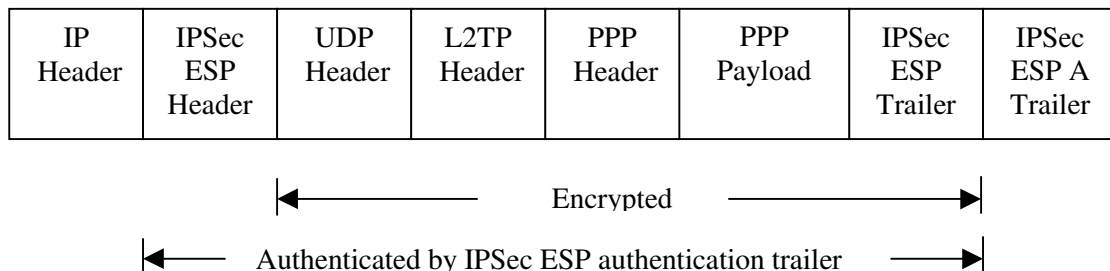 IP
Header
IPSec
ESP
Header
UDP
Header
L2TP
Header
PPP
Header
PPP
Payload
IPSec
ESP
Trailer
IPSec
ESP A
Trailer
Encrypted
Authenticated by IPSec ESP authentication trailer